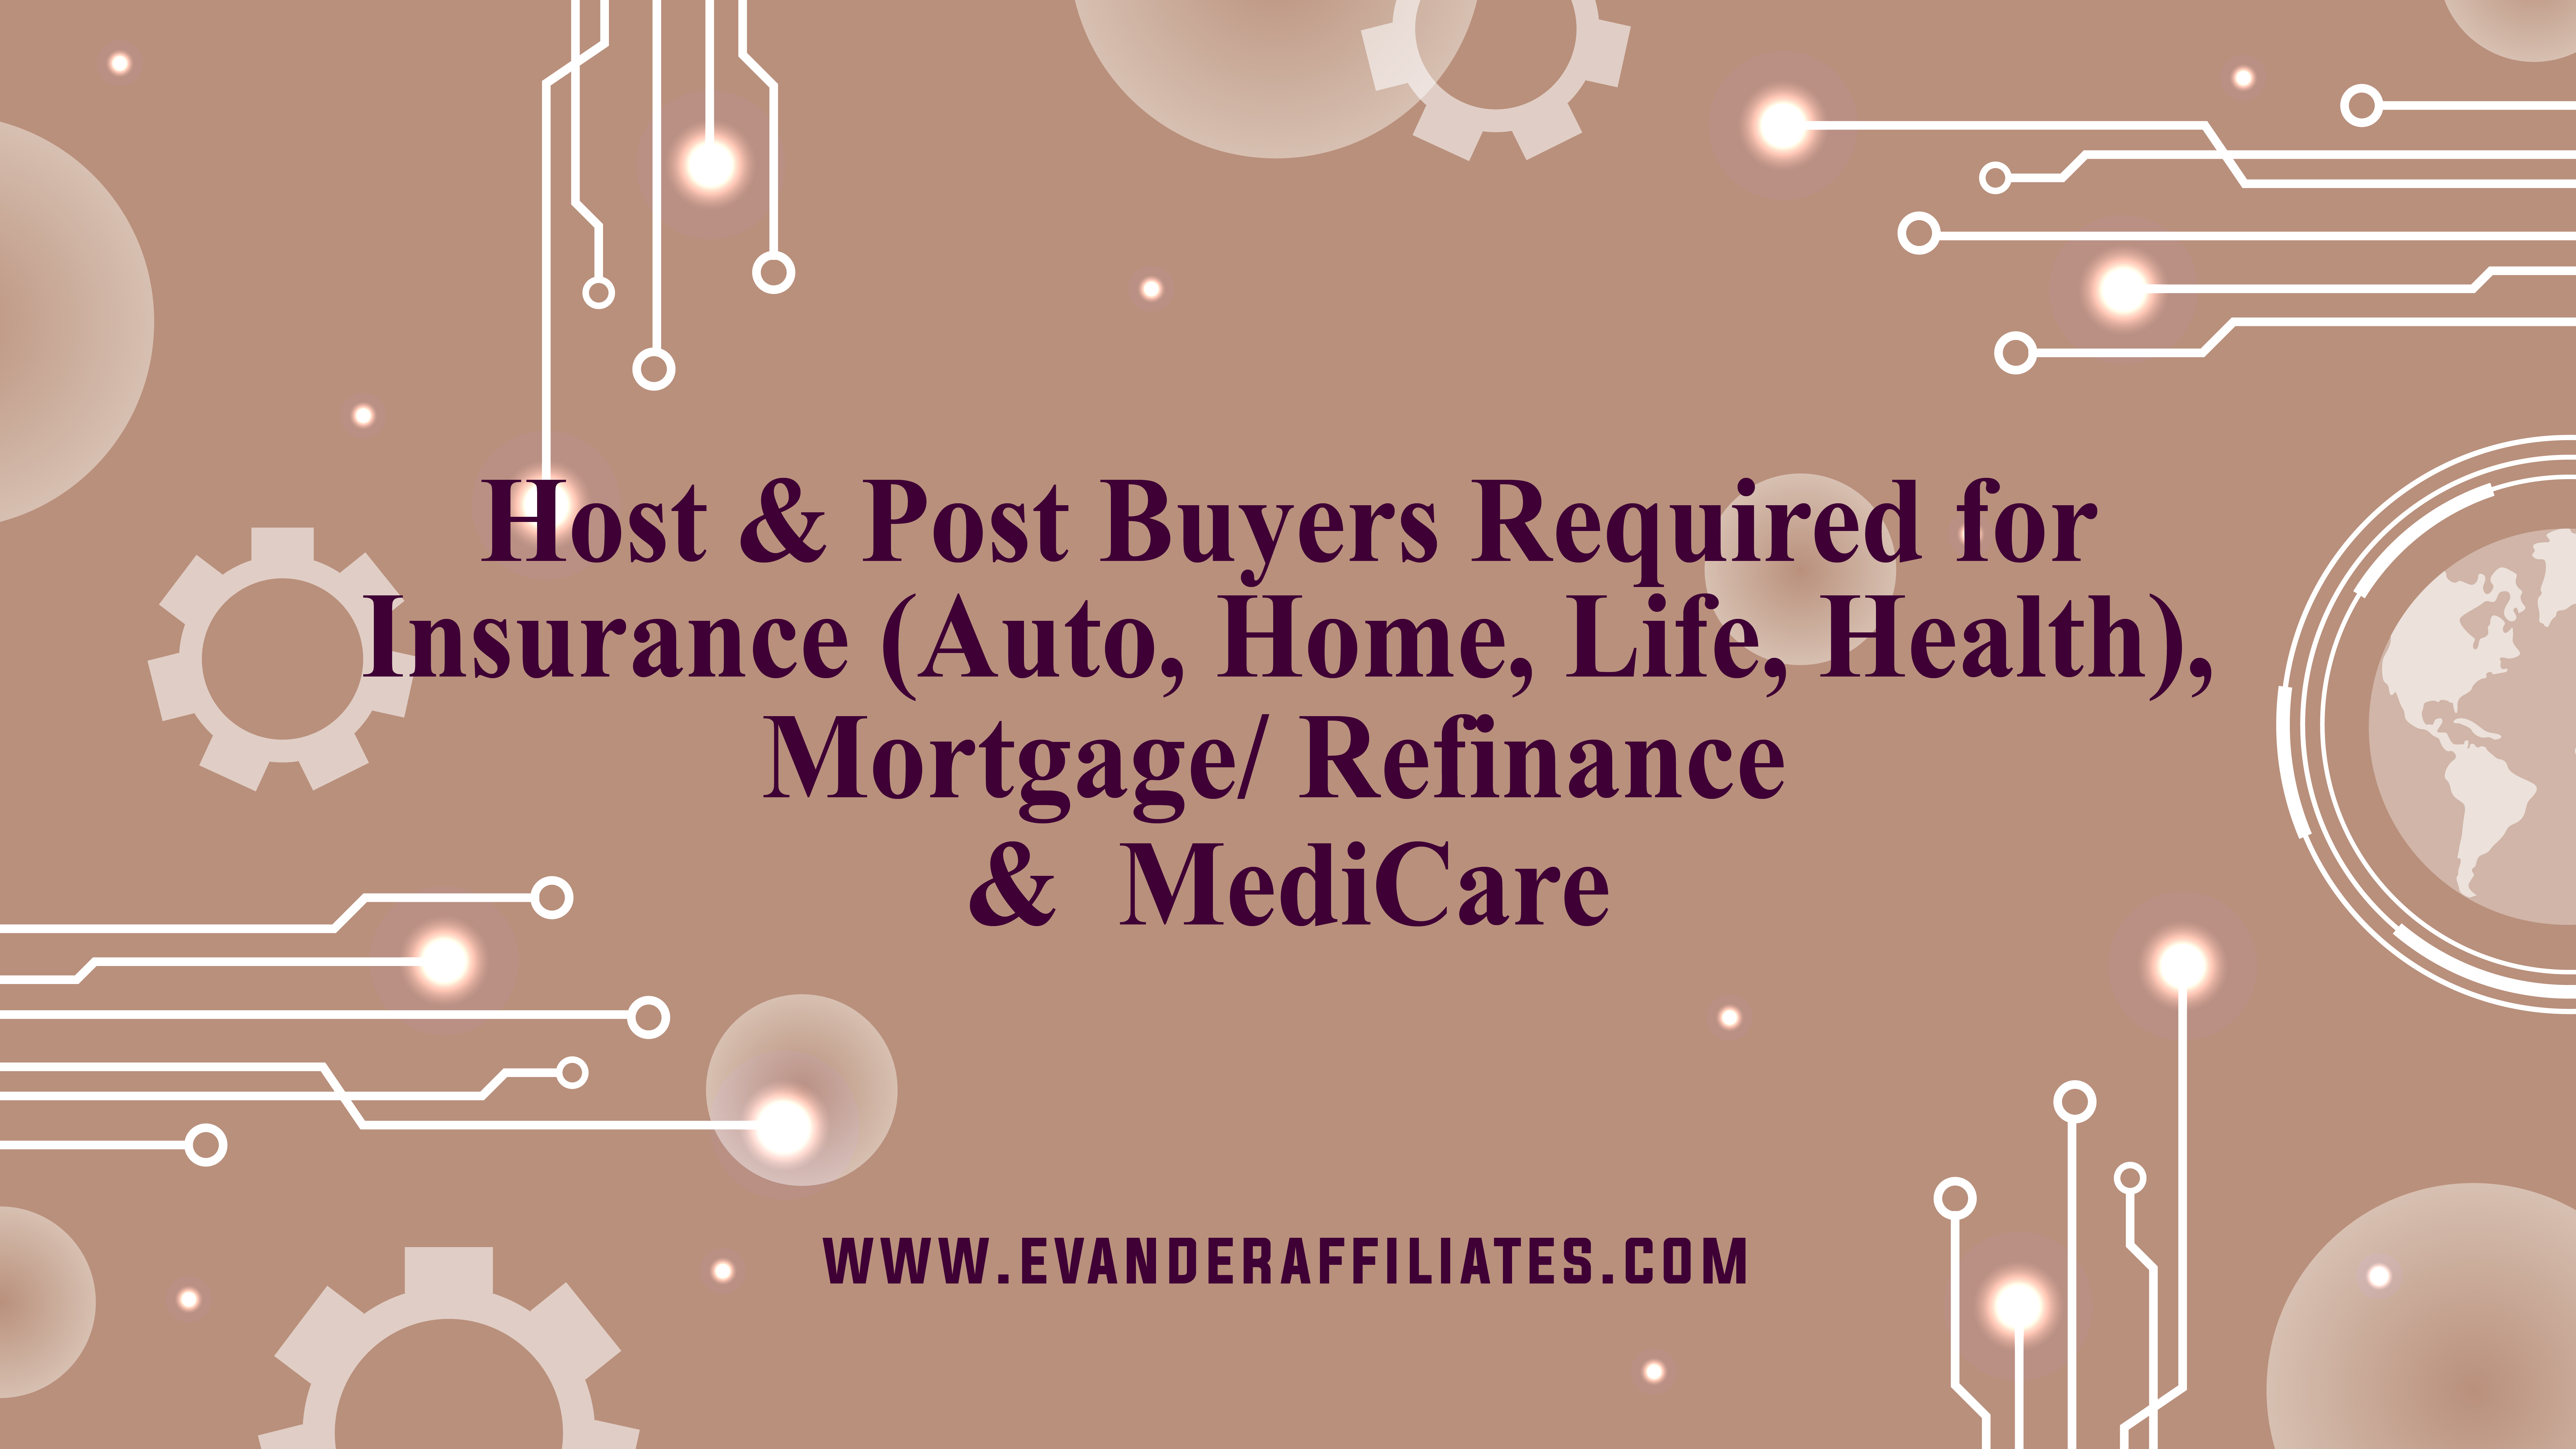 Host & Post Buyers Required for
Insurance (Auto, Home, Life, Health),
Mortgage/ Refinance
& MediCare
WWW.EVANDERAFFILIATES.COM